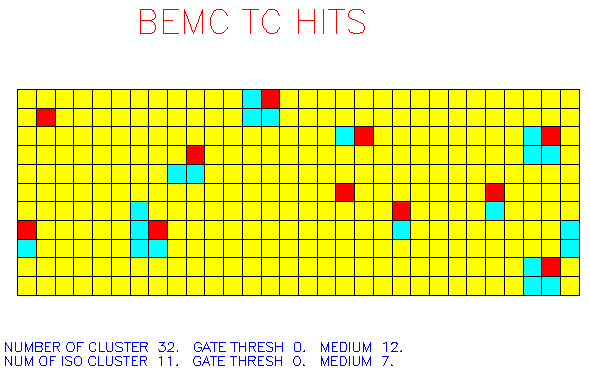 BEMC TC HITS
NUMBER OF CLUSTER 32. GATE THRESH 0. MEDIUM 12.
NUM OF ISO CLUSTER 11. GATE THRESH 0. MEDIUM 7.